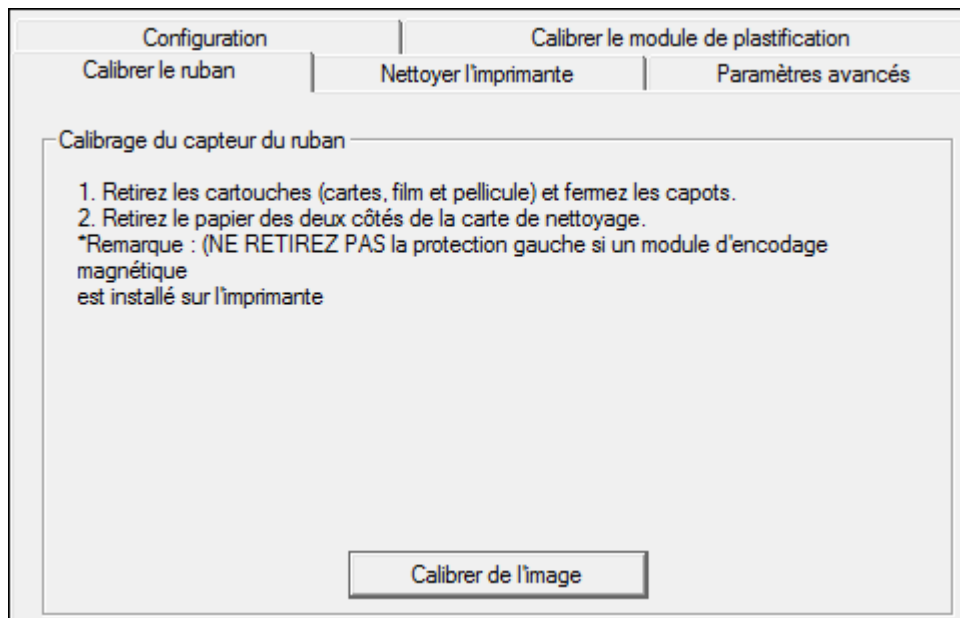 Configuration
Calibrer le module de plastification
Calibrer le ruban
Nettoyer l'imprimante
Paramètres avancés
Calibrage du capteur du ruban
1. Retirez les cartouches (cartes, film et pellicule) et fermez les capots.
2. Retirez le papier des deux côtés de la carte de nettoyage.
*Remarque : (NE RETIREZ PAS la protection gauche si un module d'encodage
magnétique
est installé sur l'imprimante
Calibrer de l'image